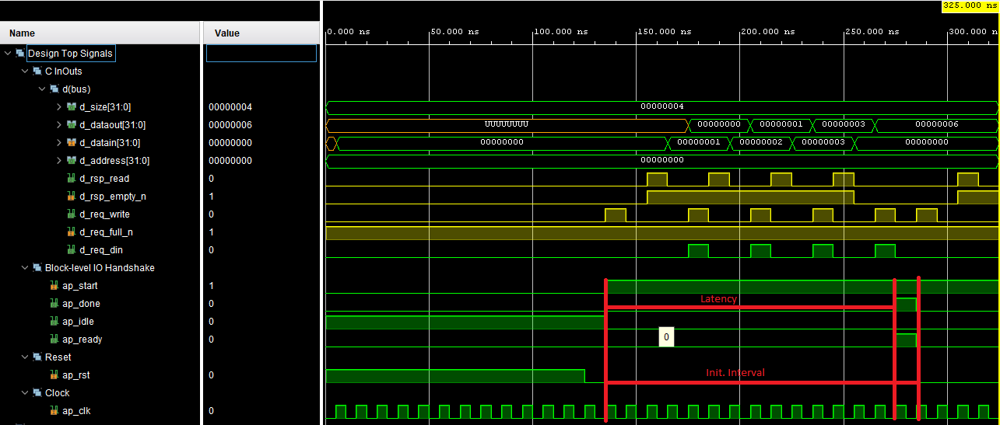 325.000 ns
Name Value
0.000 ns 50.000 ns 100.000 ns 150.000 ns 200.000 ns 250.000 ns 300.000 n
Design Top Signals
C InOuts
d(bus)
d_size[31:0] 00000004 00000004
d_dataout[31:0] 00000006 UUUUUUUU 00000000 00000001 00000003 00000006
d_datain[31:0] 00000000 00000000 00000001 00000002 00000003 00000000
d_address[31:0] 00000000 00000000
d_rsp_read 0
d_rsp_empty_n 1
d_req_write 0
d_req_full_n 1
d_req_din 0
Block-level IO Handshake
ap_start 1
ap_done 0 Latency
ap_idle 0
ap_ready 0 0
Reset
ap_rst 0 Init. Interval
Clock
ap_clk 0